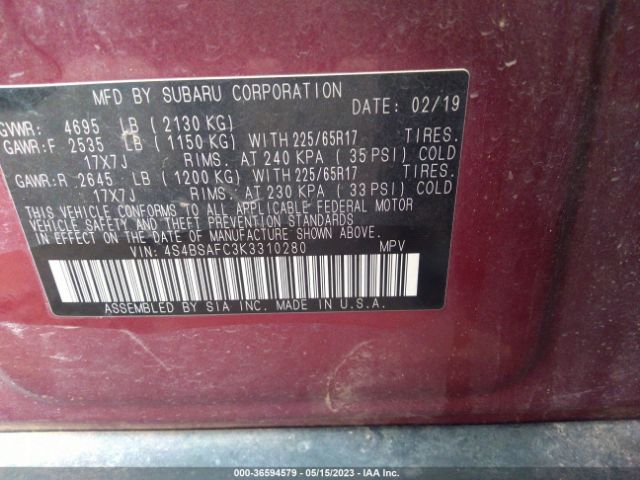 MFD BY SUBARU CORPORATION
DATE: 02/19
GVWR: 4695 LB (2130 KG)
GAWR:F 2535 LB (1150 KG) WITH 225/65R17 TIRES.
17X7J RIMS. AT 240 KPA (35 PSI) COLD
GAWR:R 2645 LB (1200 KG) WITH 225/65R17 TIRES.
17X7J RIMS. AT 230 KPA (33 PSI) COLD
THIS VEHICLE CONFORMS TO ALL APPLICABLE FEDERAL MOTOR
VEHICLE SAFETY AND THEFT PREVENTION STANDARDS
IN EFFECT ON THE DATE OF MANUFACTURE SHOWN ABOVE.
VIN: 4S4BSAFC3K3310280 MPV
ASSEMBLED BY SIA INC. MADE IN U.S.A.
000-36594579 - 05/15/2023 - IAA Inc.